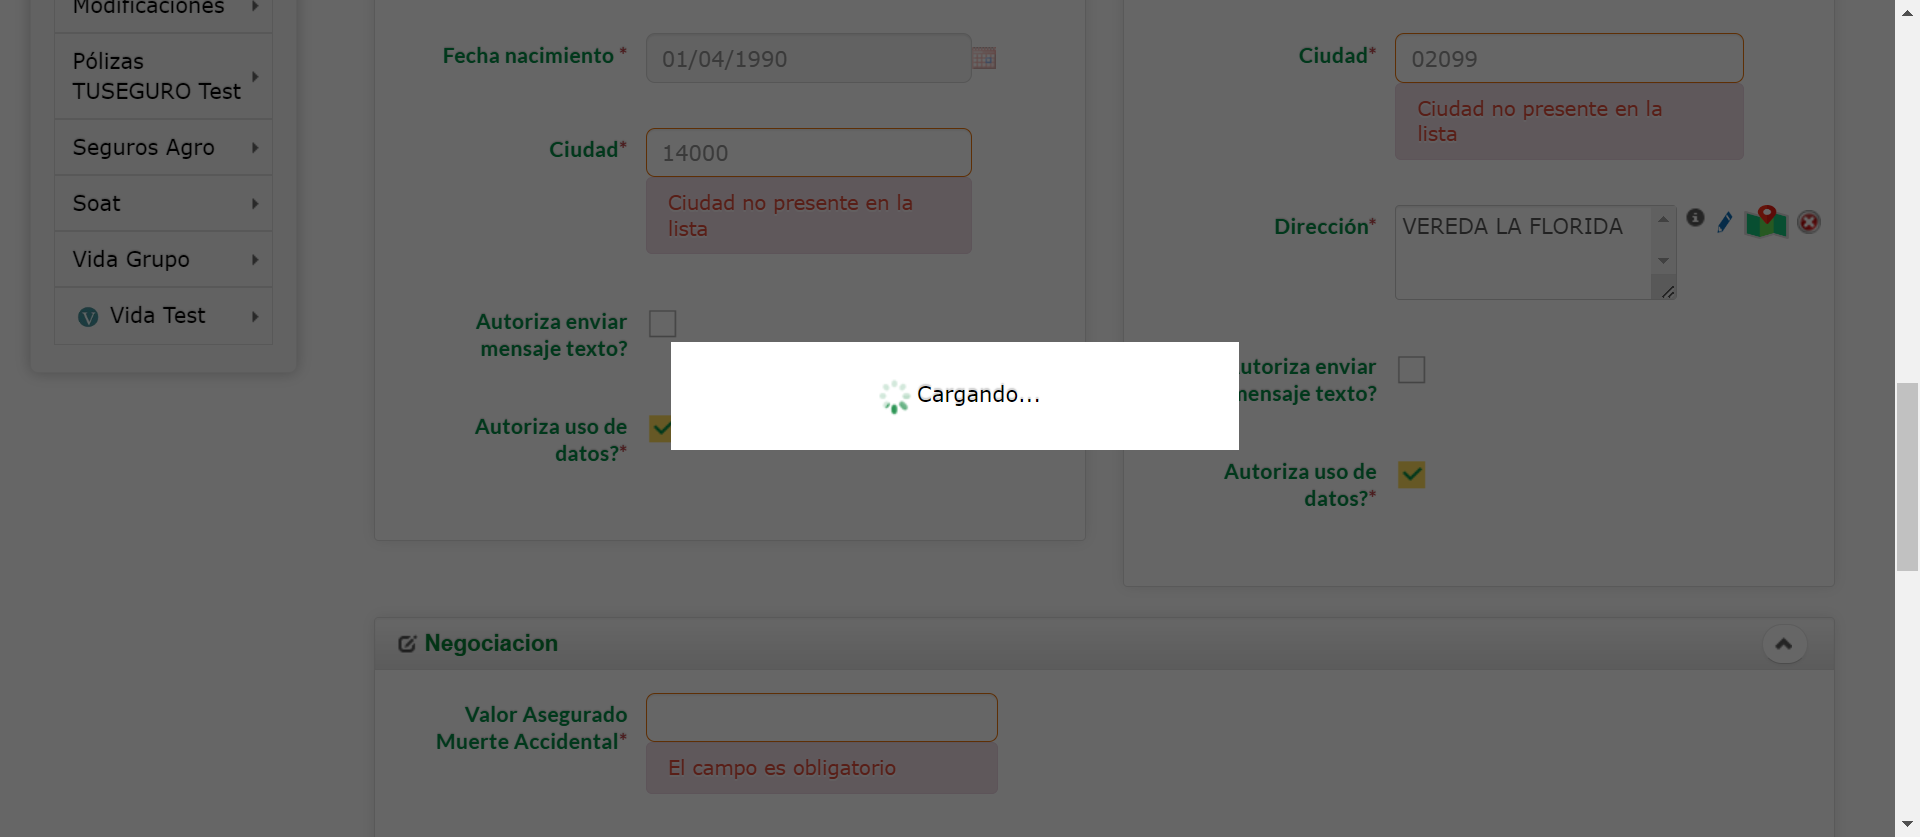 Modificaciones
Pólizas
TUSEGURO Test
Seguros Agro
Soat
Vida Grupo
V Vida Test
Fecha nacimiento *
01/04/1990
Ciudad*
14000
Ciudad no presente en la
lista
Autoriza enviar
mensaje texto?
Autoriza uso de
datos?*
Ciudad*
02099
Ciudad no presente en la
lista
Dirección*
VEREDA LA FLORIDA
utoriza enviar
mensaje texto?
Autoriza uso de
datos?*
Cargando...
Negociacion
Valor Asegurado
Muerte Accidental*
El campo es obligatorio